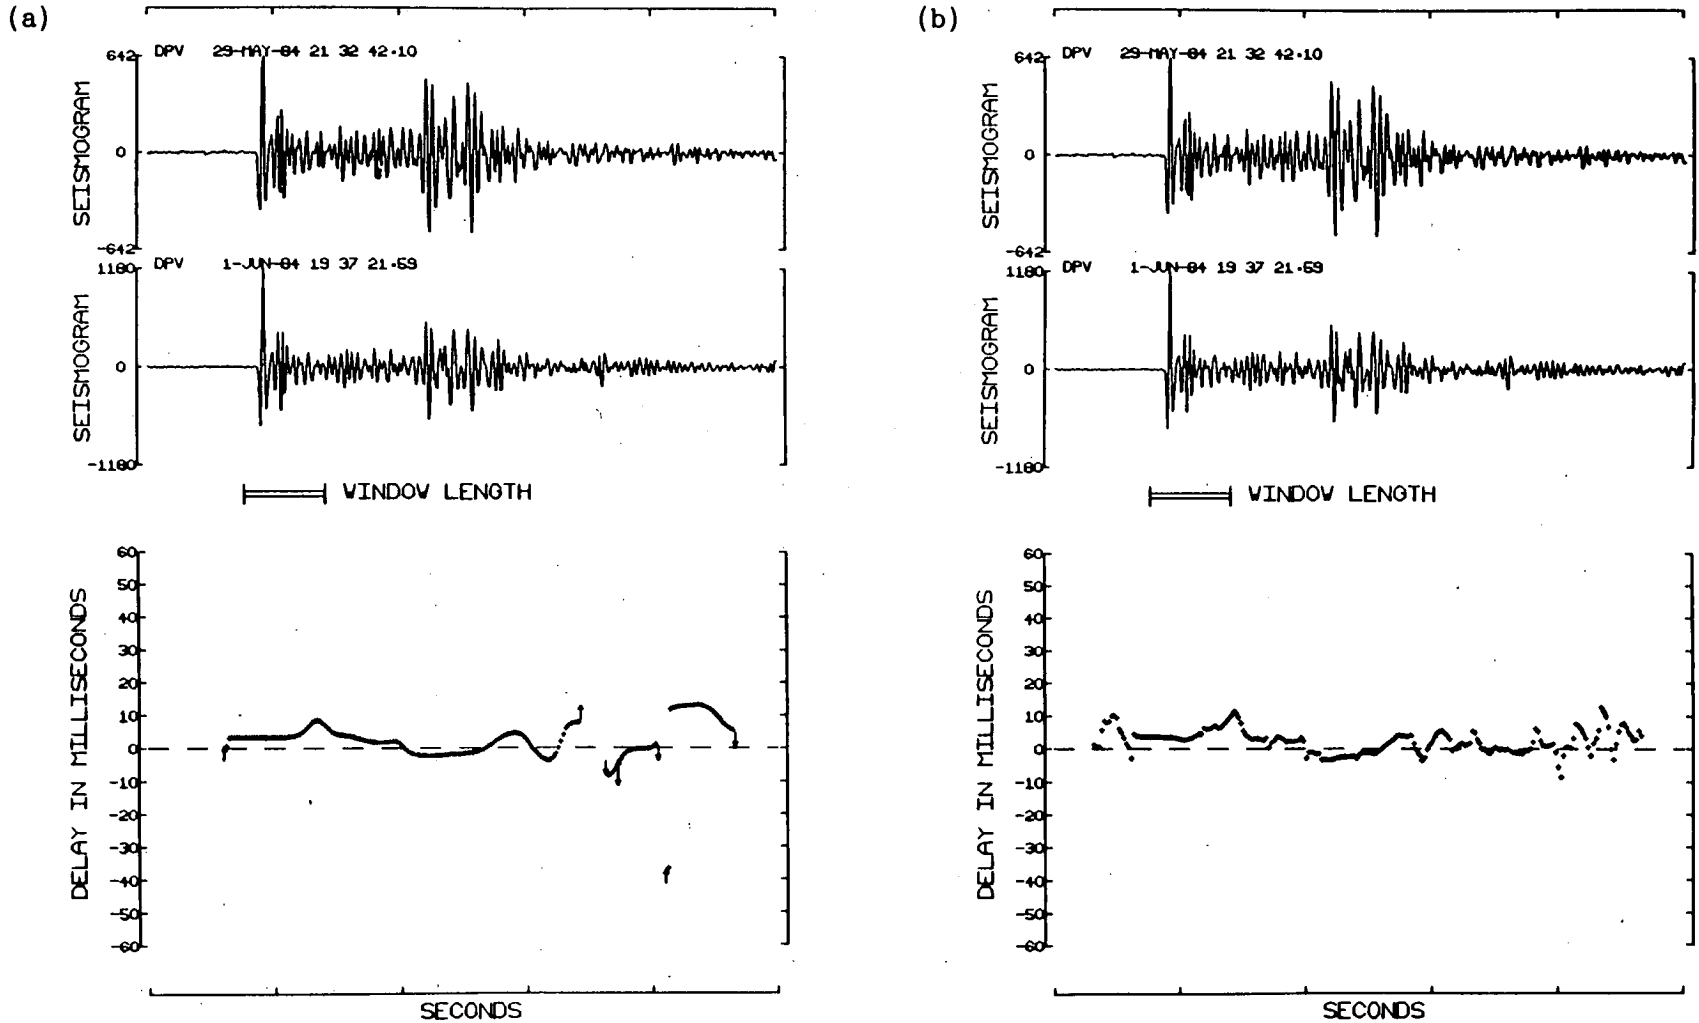 (a)
DPV 29-MAY-84 21 32 42.10
642
0
-642
SEISMOGRAM
DPV 1-JUN-84 19 37 21.59
1180
0
-1180
SEISMOGRAM
WINDOW LENGTH
60
50
40
30
20
10
0
-10
-20
-30
-40
-50
-60
DELAY IN MILLISECONDS
SECONDS
(b)
DPV 29-MAY-84 21 32 42.10
642
0
-642
SEISMOGRAM
DPV 1-JUN-84 19 37 21.59
1180
0
-1180
SEISMOGRAM
WINDOW LENGTH
60
50
40
30
20
10
0
-10
-20
-30
-40
-50
-60
DELAY IN MILLISECONDS
SECONDS